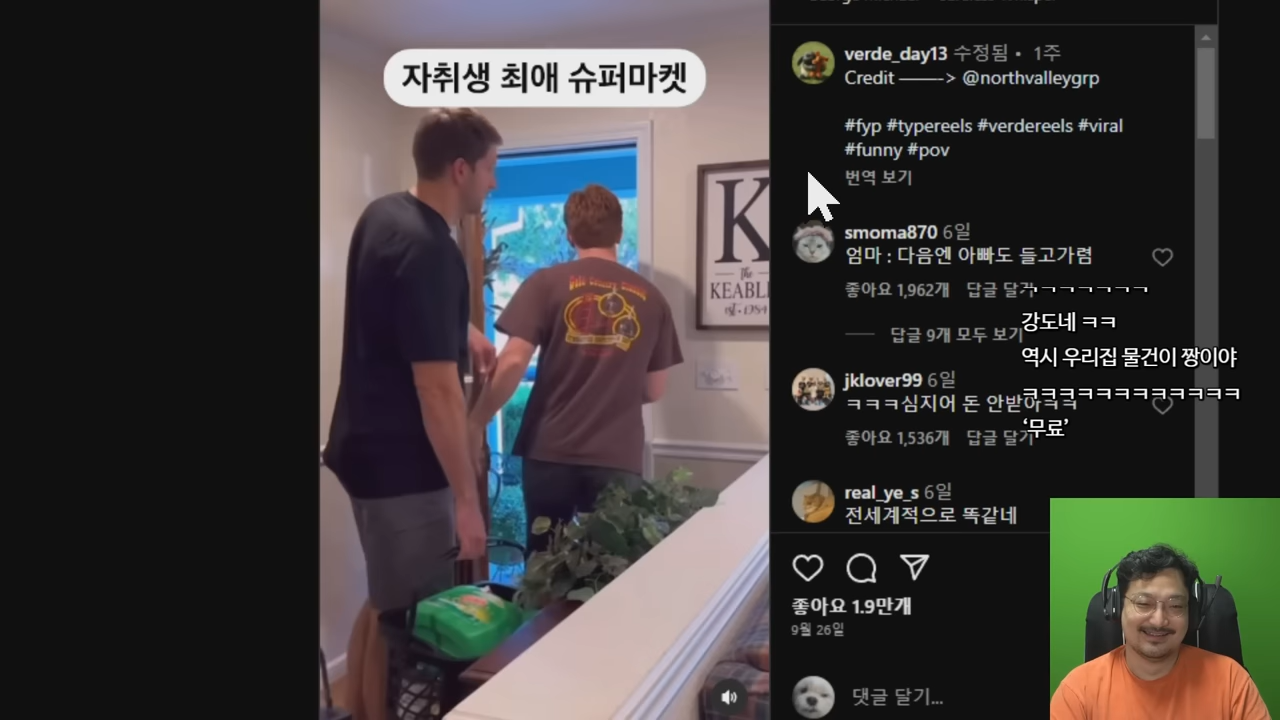 자취생 최애 슈퍼마켓
K
the
KEABL
est. 1984
verde_day13 수정됨 • 1주
Credit ——-> @northvalleygrp
#fyp #typereels #verdereels #viral
#funny #pov
번역 보기
smoma870 6일
엄마 : 다음엔 아빠도 들고가렴
좋아요 1,962개 답글 달기
답글 9개 모두 보기
jklover99 6일
ㅋㅋㅋ심지어 돈 안받아ㅋㅋ
좋아요 1,536개 답글 달기
real_ye_s 6일
전세계적으로 똑같네
좋아요 1.9만개
9월 26일
댓글 달기...
강도네 ㅋㅋ
역시 우리집 물건이 짱이야
ㅋㅋㅋㅋㅋㅋㅋㅋㅋㅋㅋㅋ
‘무료’